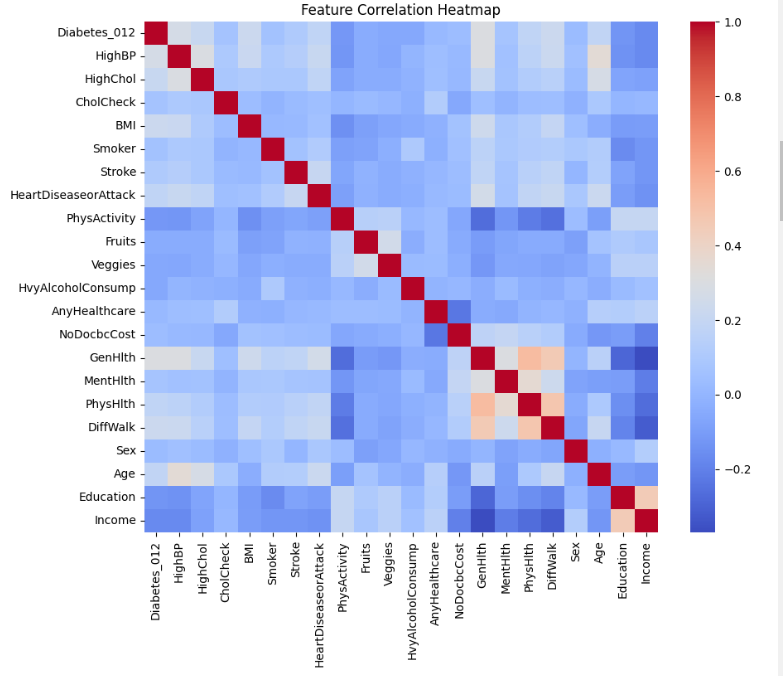 Feature Correlation Heatmap
Diabetes_012
HighBP
HighChol
CholCheck
BMI
Smoker
Stroke
HeartDiseaseorAttack
PhysActivity
Fruits
Veggies
HvyAlcoholConsump
AnyHealthcare
NoDocbcCost
GenHlth
MentHlth
PhysHlth
DiffWalk
Sex
Age
Education
Income
Diabetes_012
HighBP
HighChol
CholCheck
BMI
Smoker
Stroke
HeartDiseaseorAttack
PhysActivity
Fruits
Veggies
HvyAlcoholConsump
AnyHealthcare
NoDocbcCost
GenHlth
MentHlth
PhysHlth
DiffWalk
Sex
Age
Education
Income
1.0
0.8
0.6
0.4
0.2
0.0
−0.2